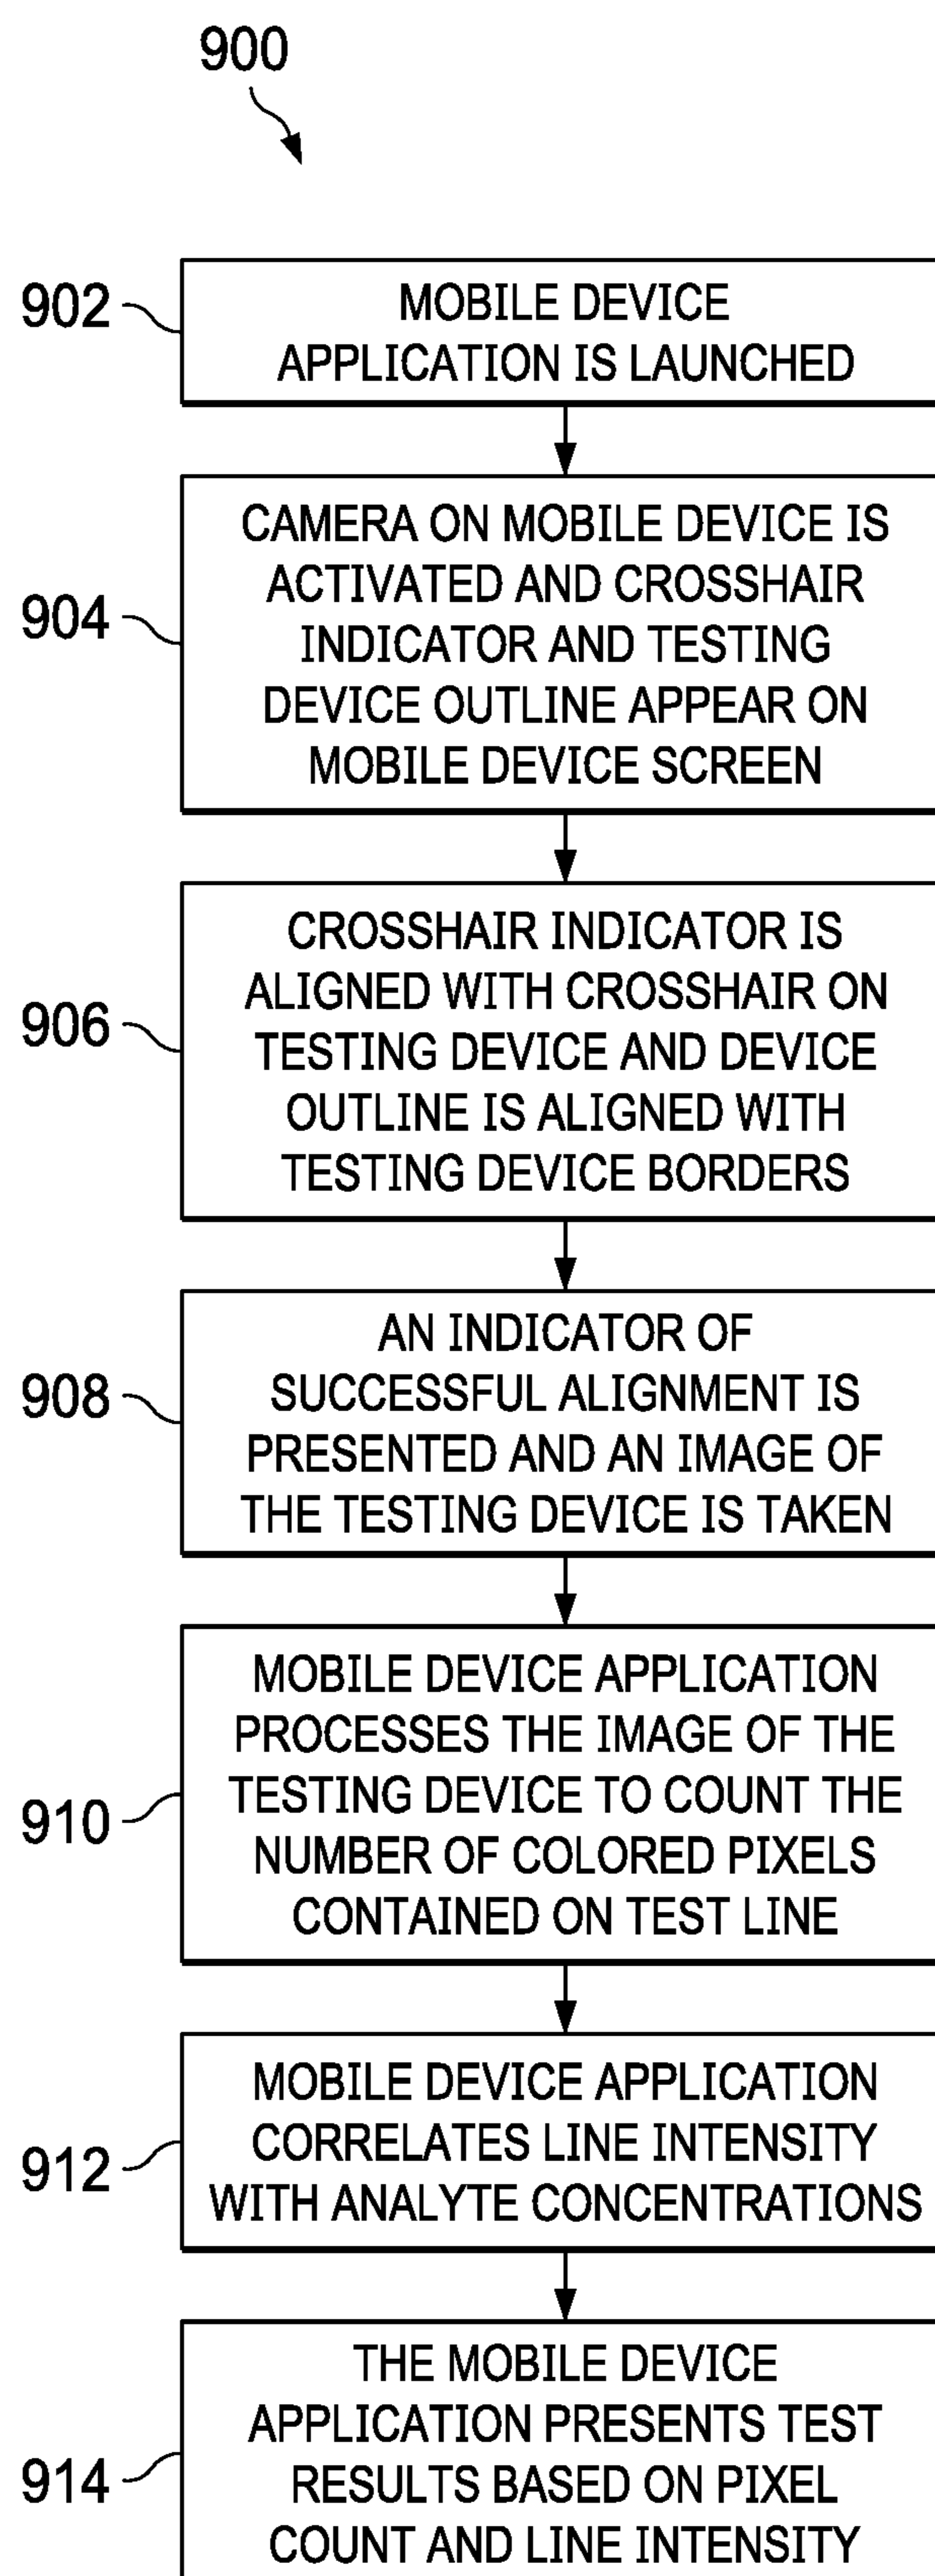 900
902
MOBILE DEVICE
APPLICATION IS LAUNCHED
904
CAMERA ON MOBILE DEVICE IS
ACTIVATED AND CROSSHAIR
INDICATOR AND TESTING
DEVICE OUTLINE APPEAR ON
MOBILE DEVICE SCREEN
906
CROSSHAIR INDICATOR IS
ALIGNED WITH CROSSHAIR ON
TESTING DEVICE AND DEVICE
OUTLINE IS ALIGNED WITH
TESTING DEVICE BORDERS
908
AN INDICATOR OF
SUCCESSFUL ALIGNMENT IS
PRESENTED AND AN IMAGE OF
THE TESTING DEVICE IS TAKEN
910
MOBILE DEVICE APPLICATION
PROCESSES THE IMAGE OF THE
TESTING DEVICE TO COUNT THE
NUMBER OF COLORED PIXELS
CONTAINED ON TEST LINE
912
MOBILE DEVICE APPLICATION
CORRELATES LINE INTENSITY
WITH ANALYTE CONCENTRATIONS
914
THE MOBILE DEVICE
APPLICATION PRESENTS TEST
RESULTS BASED ON PIXEL
COUNT AND LINE INTENSITY